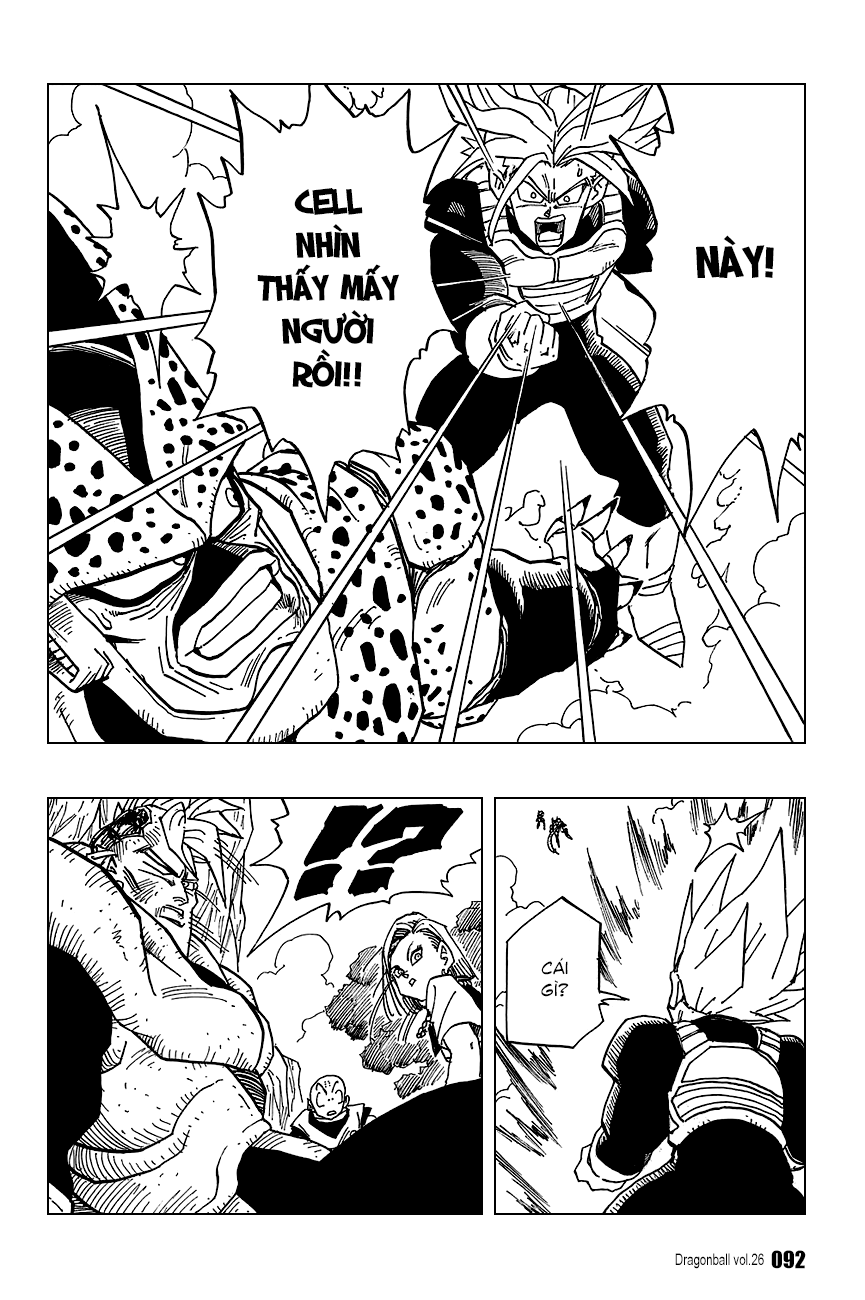 NÀY!
CELL
NHÌN
THẤY MẤY
NGƯỜI
RỒI!!
CÁI
GÌ?
!?
Dragonball vol.26 092